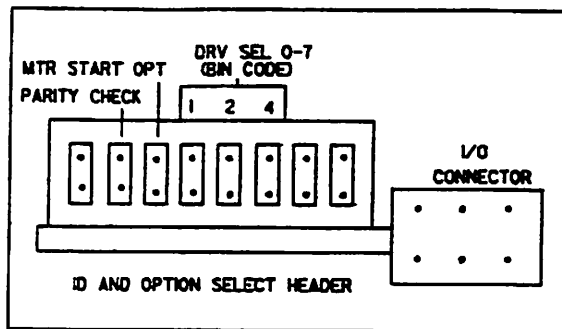 DRV SEL 0-7
(BIN CODE)
MTR START OPT
PARITY CHECK
1 2 4
I/O
CONNECTOR
ID AND OPTION SELECT HEADER